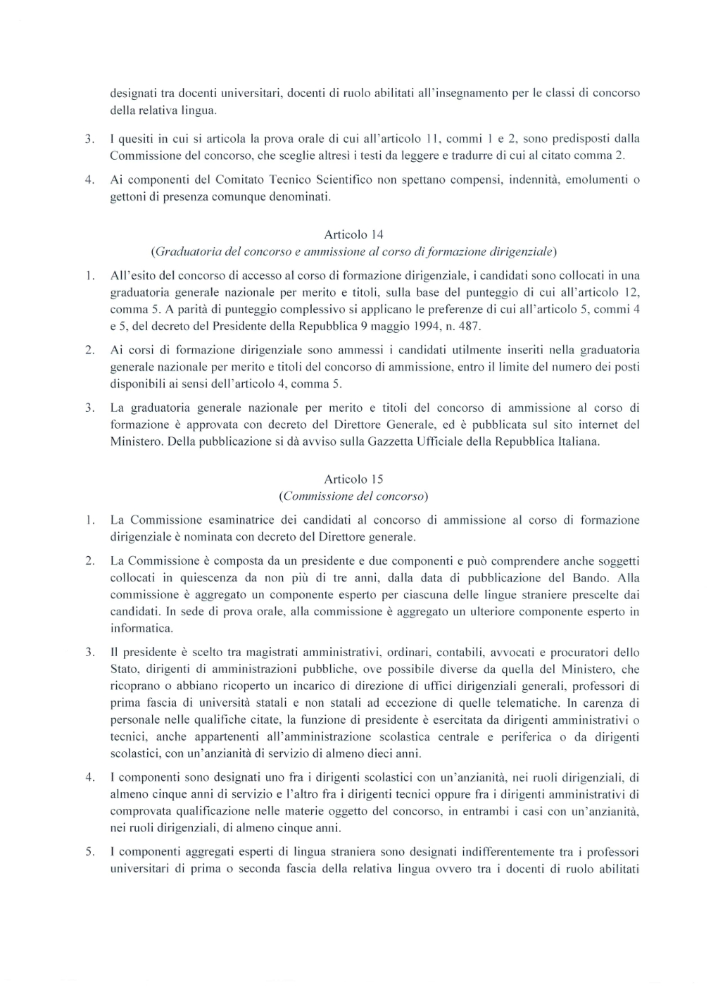 designati tra docenti universitari, docenti di ruolo abilitati all'insegnamento per le classi di concorso
della relativa lingua.
3. I quesiti in cui si articola la prova orale di cui all'articolo 11, commi 1 e 2, sono predisposti dalla
Commissione del concorso, che sceglie altresì i testi da leggere e tradurre di cui al citato comma 2.
4. Ai componenti del Comitato Tecnico Scientifico non spettano compensi, indennità, emolumenti o
gettoni di presenza comunque denominati.
Articolo 14
(Graduatoria del concorso e ammissione al corso di formazione dirigenziale)
1. All'esito del concorso di accesso al corso di formazione dirigenziale, i candidati sono collocati in una
graduatoria generale nazionale per merito e titoli, sulla base del punteggio di cui all'articolo 12,
comma 5. A parità di punteggio complessivo si applicano le preferenze di cui all'articolo 5, commi 4
e 5, del decreto del Presidente della Repubblica 9 maggio 1994, n. 487.
2. Ai corsi di formazione dirigenziale sono ammessi i candidati utilmente inseriti nella graduatoria
generale nazionale per merito e titoli del concorso di ammissione, entro il limite del numero dei posti
disponibili ai sensi dell'articolo 4, comma 5.
3. La graduatoria generale nazionale per merito e titoli del concorso di ammissione al corso di
formazione è approvata con decreto del Direttore Generale, ed è pubblicata sul sito internet del
Ministero. Della pubblicazione si dà avviso sulla Gazzetta Ufficiale della Repubblica Italiana.
Articolo 15
(Commissione del concorso)
1. La Commissione esaminatrice dei candidati al concorso di ammissione al corso di formazione
dirigenziale è nominata con decreto del Direttore generale.
2. La Commissione è composta da un presidente e due componenti e può comprendere anche soggetti
collocati in quiescenza da non più di tre anni, dalla data di pubblicazione del Bando. Alla
commissione è aggregato un componente esperto per ciascuna delle lingue straniere prescelte dai
candidati. In sede di prova orale, alla commissione è aggregato un ulteriore componente esperto in
informatica.
3. Il presidente è scelto tra magistrati amministrativi, ordinari, contabili, avvocati e procuratori dello
Stato, dirigenti di amministrazioni pubbliche, ove possibile diverse da quella del Ministero, che
ricoprano o abbiano ricoperto un incarico di direzione di uffici dirigenziali generali, professori di
prima fascia di università statali e non statali ad eccezione di quelle telematiche. In carenza di
personale nelle qualifiche citate, la funzione di presidente è esercitata da dirigenti amministrativi o
tecnici, anche appartenenti all'amministrazione scolastica centrale e periferica o da dirigenti
scolastici, con un'anzianità di servizio di almeno dieci anni.
4. I componenti sono designati uno fra i dirigenti scolastici con un'anzianità, nei ruoli dirigenziali, di
almeno cinque anni di servizio e l'altro fra i dirigenti tecnici oppure fra i dirigenti amministrativi di
comprovata qualificazione nelle materie oggetto del concorso, in entrambi i casi con un'anzianità,
nei ruoli dirigenziali, di almeno cinque anni.
5. I componenti aggregati esperti di lingua straniera sono designati indifferentemente tra i professori
universitari di prima o seconda fascia della relativa lingua ovvero tra i docenti di ruolo abilitati